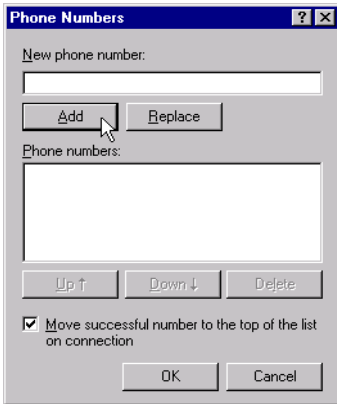 Phone Numbers
New phone number:
Add Replace
Phone numbers:
Up ↑ Down ↓ Delete
Move successful number to the top of the list
on connection
OK Cancel